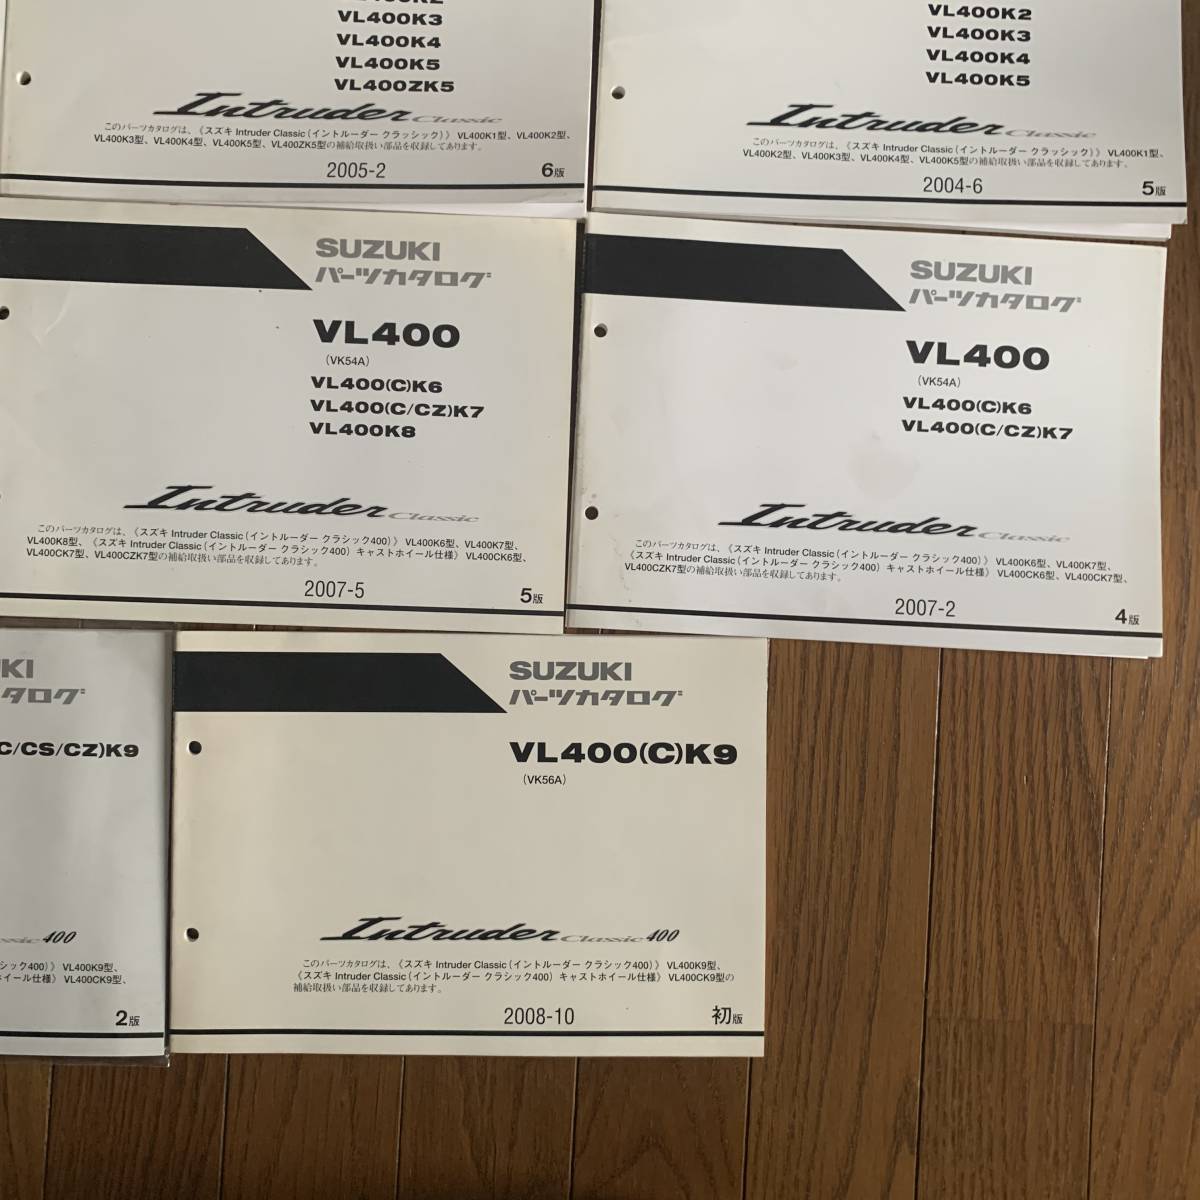 VL400K3
VL400K4
VL400K5
VL400ZK5
Intruder Classic
このパーツカタログは、《スズキ Intruder Classic（イントルーダー クラシック）》 VL400K1型、VL400K2型、
VL400K3型、VL400K4型、VL400K5型、VL400ZK5型の補給取扱い部品を収録してあります。
2005-2
6版
VL400K2
VL400K3
VL400K4
VL400K5
Intruder Classic
このパーツカタログは、《スズキ Intruder Classic（イントルーダー クラッシック）》 VL400K1型、
VL400K2型、VL400K3型、VL400K4型、VL400K5型の補給取扱い部品を収録してあります。
2004-6
5版
SUZUKI
パーツカタログ
VL400
（VK54A）
VL400(C)K6
VL400(C/CZ)K7
VL400K8
Intruder Classic
このパーツカタログは、《スズキ Intruder Classic（イントルーダー クラシック400）》 VL400K6型、VL400K7型、
VL400K8型、《スズキ Intruder Classic（イントルーダー クラシック400）キャストホイール仕様》 VL400CK6型、
VL400CK7型、VL400CZK7型の補給取扱い部品を収録してあります。
2007-5
5版
SUZUKI
パーツカタログ
VL400
（VK54A）
VL400(C)K6
VL400(C/CZ)K7
Intruder Classic
このパーツカタログは、《スズキ Intruder Classic（イントルーダー クラシック400）》 VL400K6型、VL400K7型、
《スズキ Intruder Classic（イントルーダー クラシック400）キャストホイール仕様》 VL400CK6型、VL400CK7型、
VL400CZK7型の補給取扱い部品を収録してあります。
2007-2
4版
KI
タログ
C/CS/CZ)K9
400
シック400）》 VL400K9型、
ホイール仕様》 VL400CK9型、
2版
SUZUKI
パーツカタログ
VL400(C)K9
（VK56A）
Intruder Classic 400
このパーツカタログは、《スズキ Intruder Classic（イントルーダー クラシック400）》 VL400K9型、
《スズキ Intruder Classic（イントルーダー クラシック400）キャストホイール仕様》 VL400CK9型の
補給取扱い部品を収録してあります。
2008-10
初版